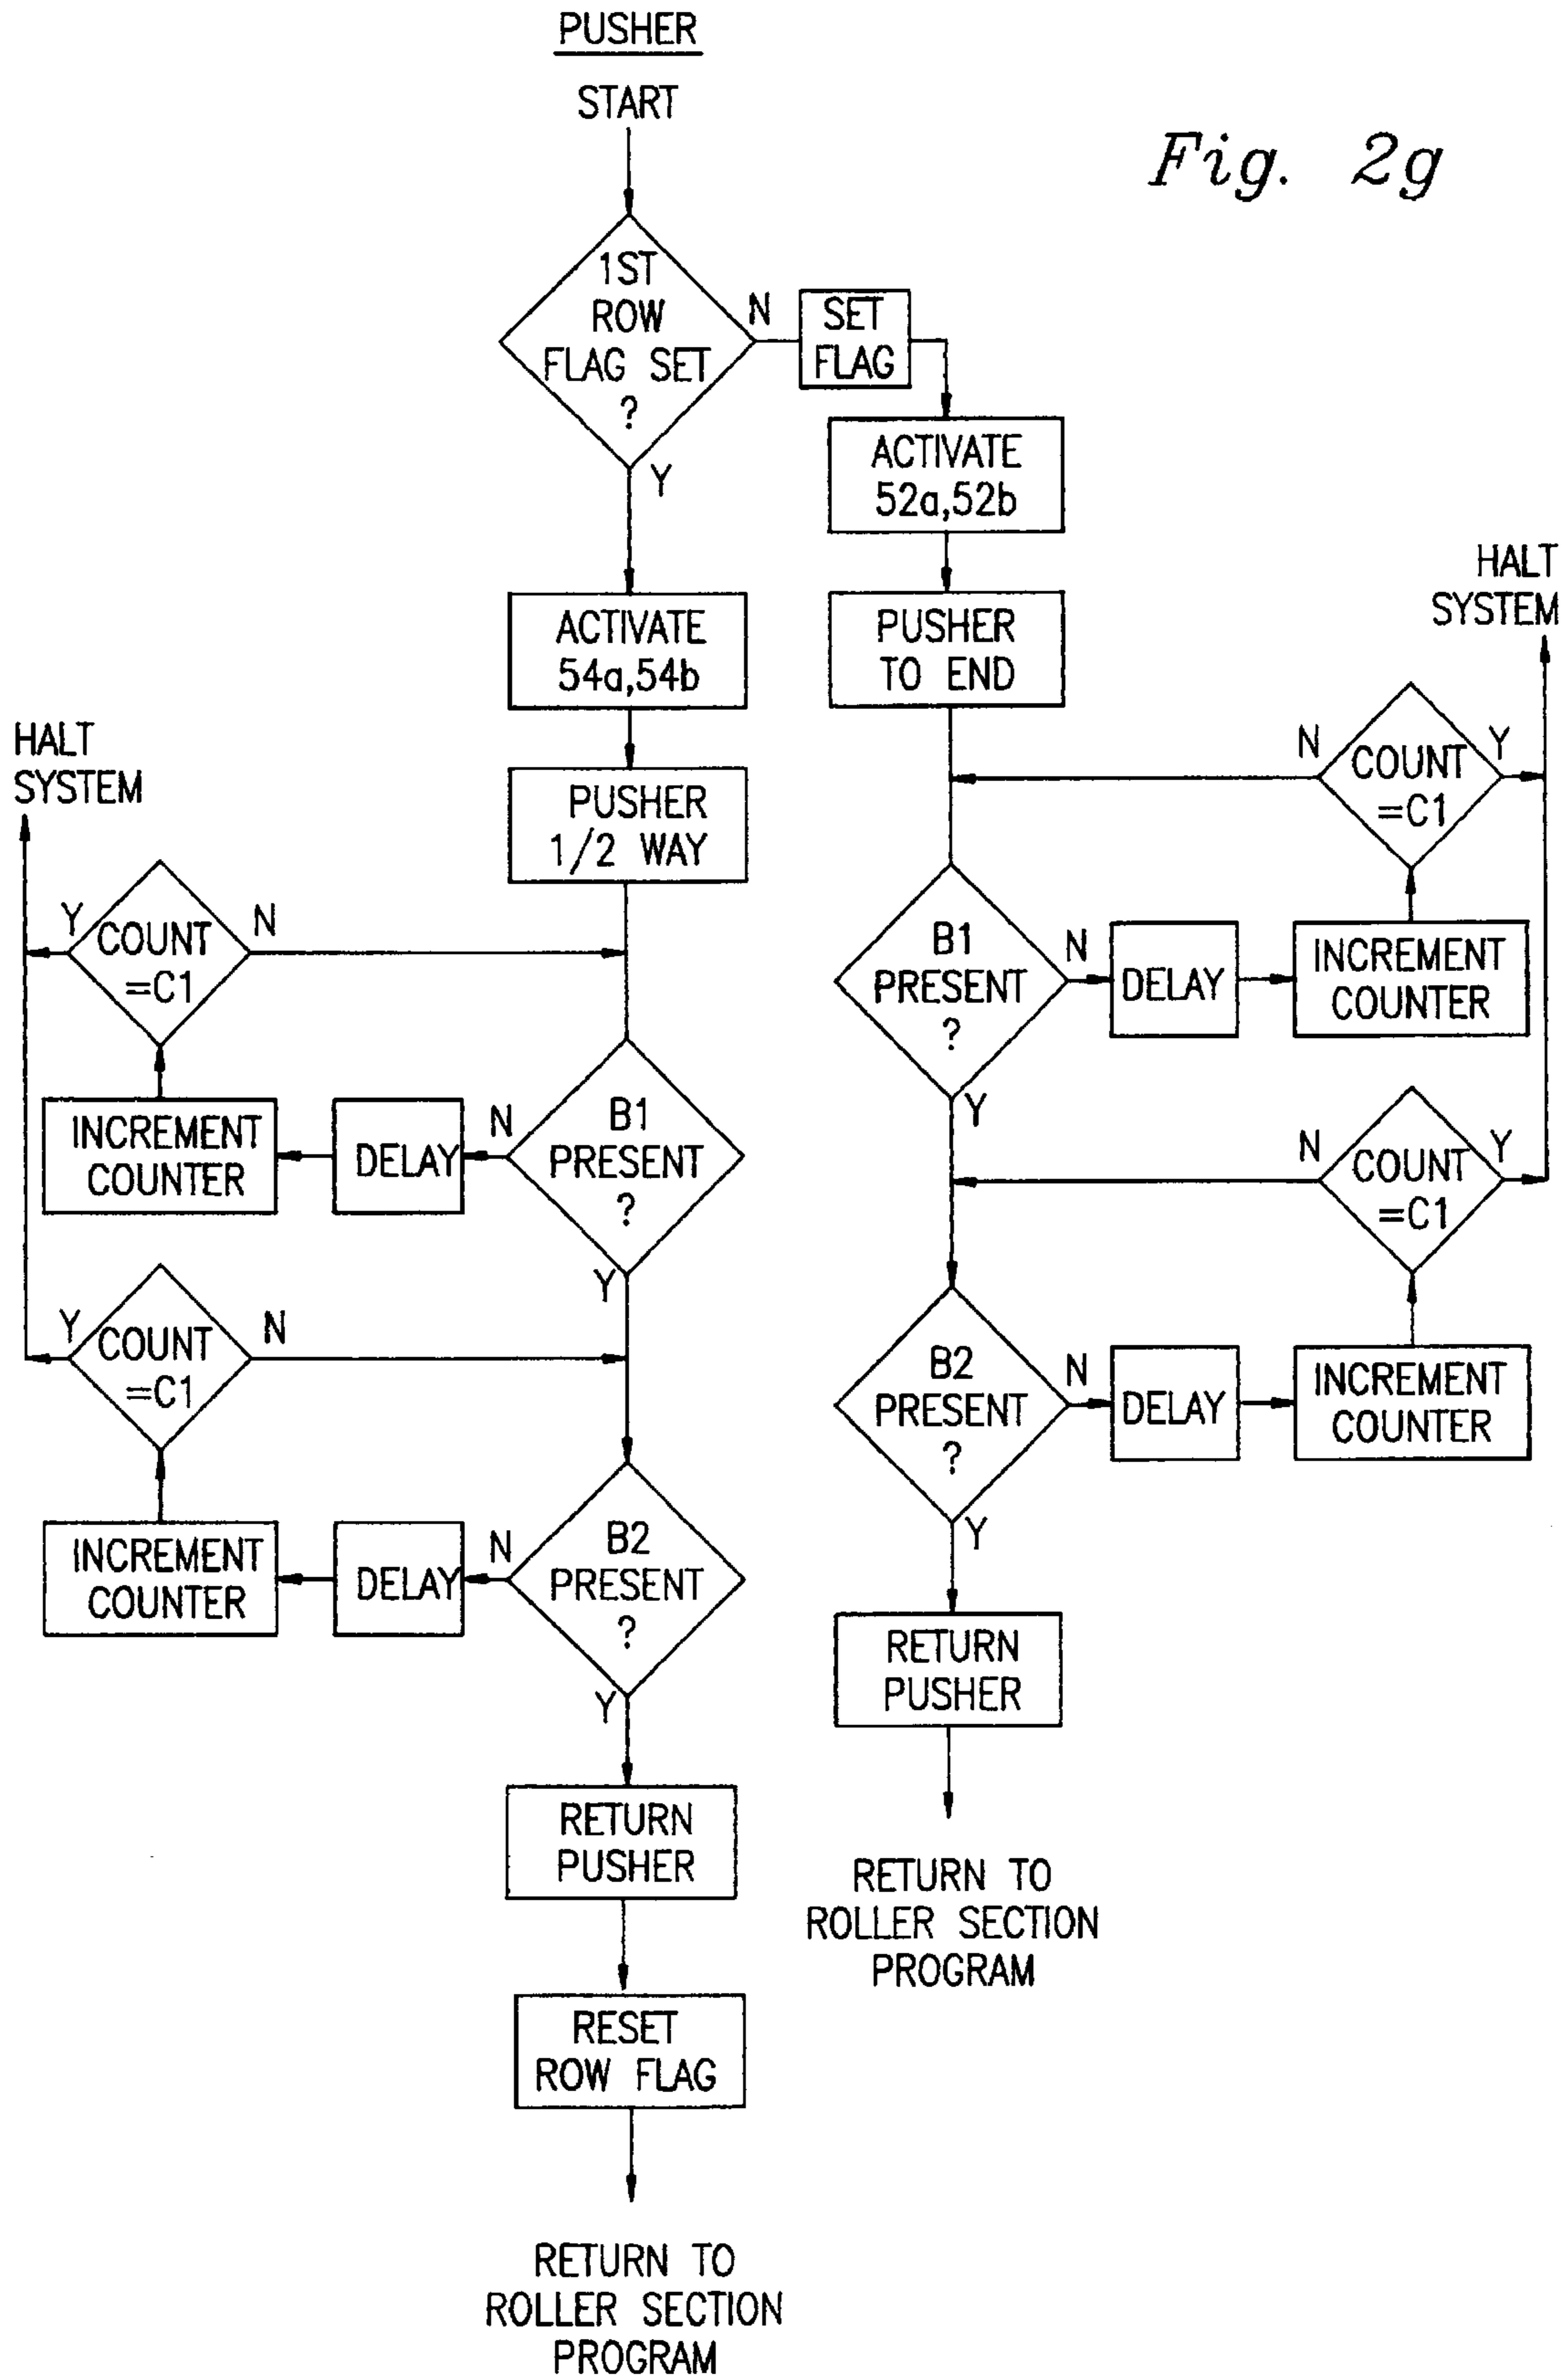 PUSHER
START
Fig. 2g
1ST
ROW
FLAG SET
?
N
SET
FLAG
Y
ACTIVATE
52a,52b
PUSHER
TO END
HALT
SYSTEM
N
COUNT
=C1
Y
B1
PRESENT
?
N
DELAY
INCREMENT
COUNTER
Y
N
COUNT
=C1
Y
B2
PRESENT
?
N
DELAY
INCREMENT
COUNTER
Y
RETURN
PUSHER
RETURN TO
ROLLER SECTION
PROGRAM
ACTIVATE
54a,54b
PUSHER
1/2 WAY
HALT
SYSTEM
Y
COUNT
=C1
N
B1
PRESENT
?
N
DELAY
INCREMENT
COUNTER
Y
Y
COUNT
=C1
N
B2
PRESENT
?
N
DELAY
INCREMENT
COUNTER
Y
RETURN
PUSHER
RESET
ROW FLAG
RETURN TO
ROLLER SECTION
PROGRAM